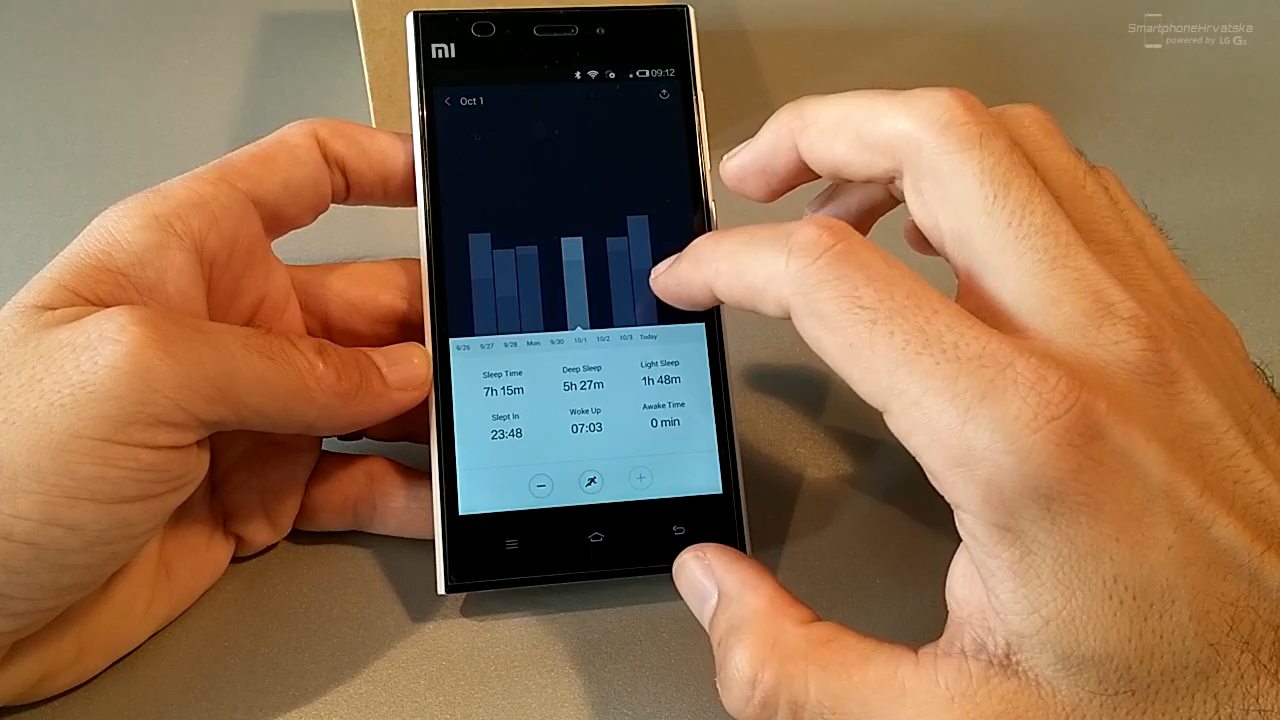 SmartphoneHrvatska
powered by LG G3
mi
09:12
Oct 1
9/26 9/27 9/28 Mon 9/30 10/1 10/2 10/3 Today
Sleep Time Deep Sleep Light Sleep
7h 15m 5h 27m 1h 48m
Slept In Woke Up Awake Time
23:48 07:03 0 min